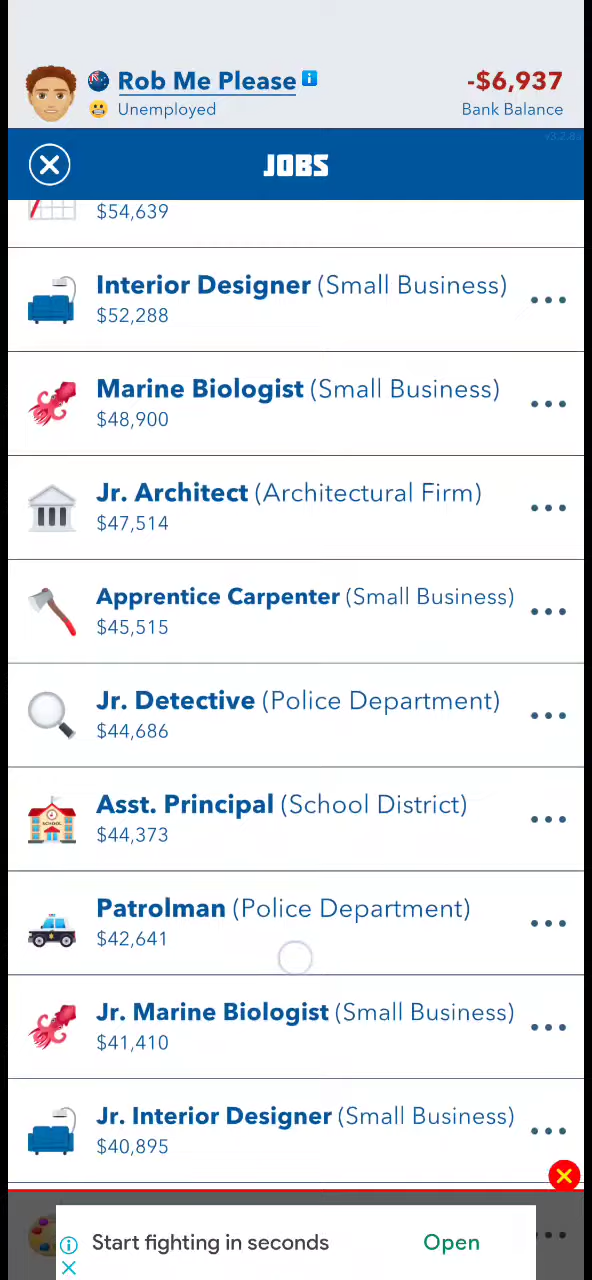 Rob Me Please
-$6,937
Unemployed
Bank Balance
JOBS
$54,639
Interior Designer (Small Business)
$52,288
Marine Biologist (Small Business)
$48,900
Jr. Architect (Architectural Firm)
$47,514
Apprentice Carpenter (Small Business)
$45,515
Jr. Detective (Police Department)
$44,686
Asst. Principal (School District)
$44,373
Patrolman (Police Department)
$42,641
Jr. Marine Biologist (Small Business)
$41,410
Jr. Interior Designer (Small Business)
$40,895
Start fighting in seconds
Open